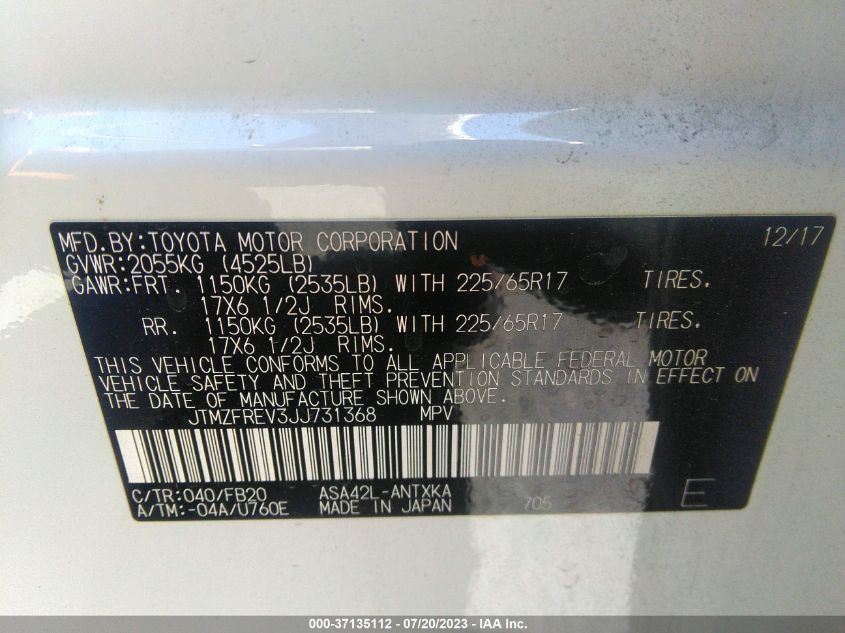 MFD.BY:TOYOTA MOTOR CORPORATION 12/17
GVWR:2055KG (4525LB)
GAWR:FRT. 1150KG (2535LB) WITH 225/65R17 TIRES.
17X6 1/2J RIMS.
RR. 1150KG (2535LB) WITH 225/65R17 TIRES.
17X6 1/2J RIMS.
THIS VEHICLE CONFORMS TO ALL APPLICABLE FEDERAL MOTOR
VEHICLE SAFETY AND THEFT PREVENTION STANDARDS IN EFFECT ON
THE DATE OF MANUFACTURE SHOWN ABOVE.
JTMZFREV3JJ731368 MPV
C/TR:040/FB20 ASA42L-ANTXKA
A/TM:-04A/U760E MADE IN JAPAN 705 E
000-37135112 / 07/20/2023 - IAA Inc.